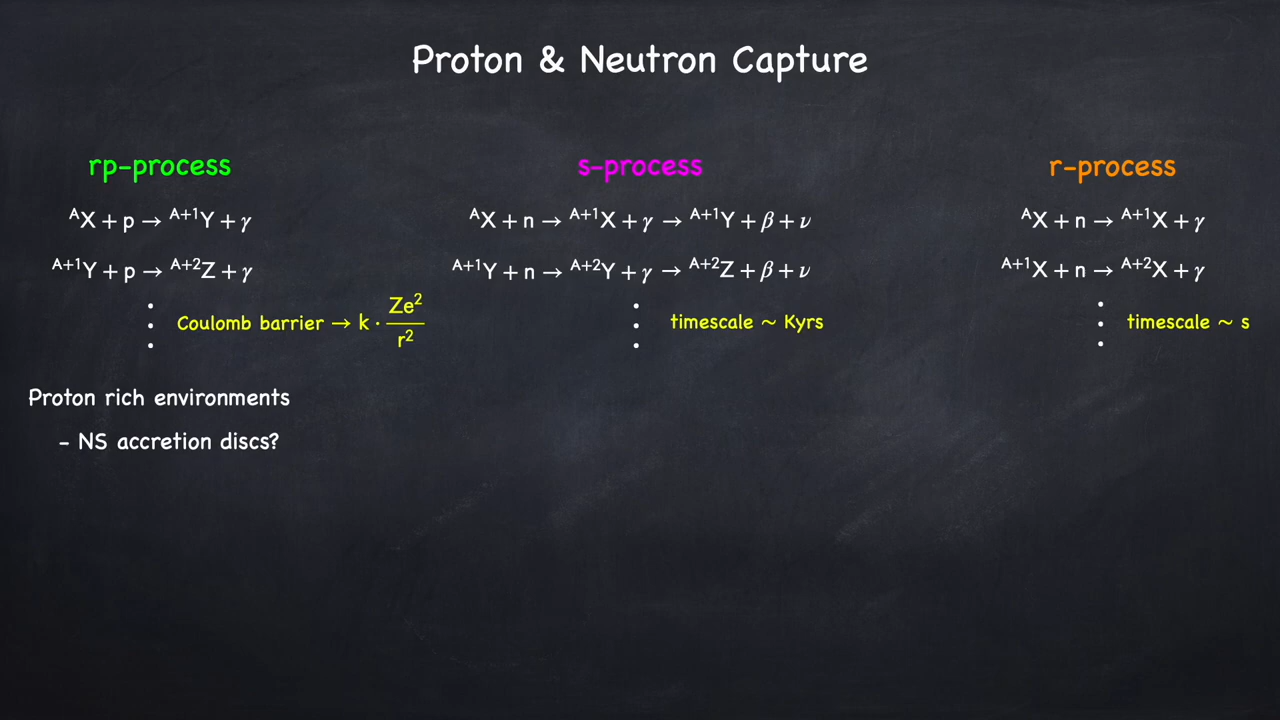 Proton & Neutron Capture
rp-process
ᴬX + p → ᴬ⁺¹Y + γ
ᴬ⁺¹Y + p → ᴬ⁺²Z + γ
Coulomb barrier → k · Ze²/r²
Proton rich environments
– NS accretion discs?
s-process
ᴬX + n → ᴬ⁺¹X + γ → ᴬ⁺¹Y + β + ν
ᴬ⁺¹Y + n → ᴬ⁺²Y + γ → ᴬ⁺²Z + β + ν
timescale ~ Kyrs
r-process
ᴬX + n → ᴬ⁺¹X + γ
ᴬ⁺¹X + n → ᴬ⁺²X + γ
timescale ~ s